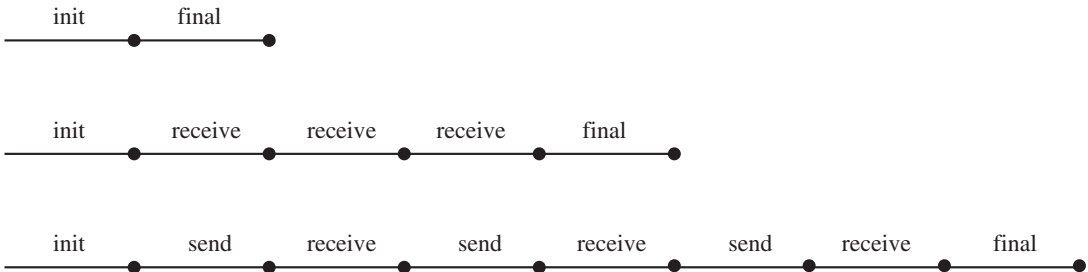 init final
init receive receive receive final
init send receive send receive send receive final